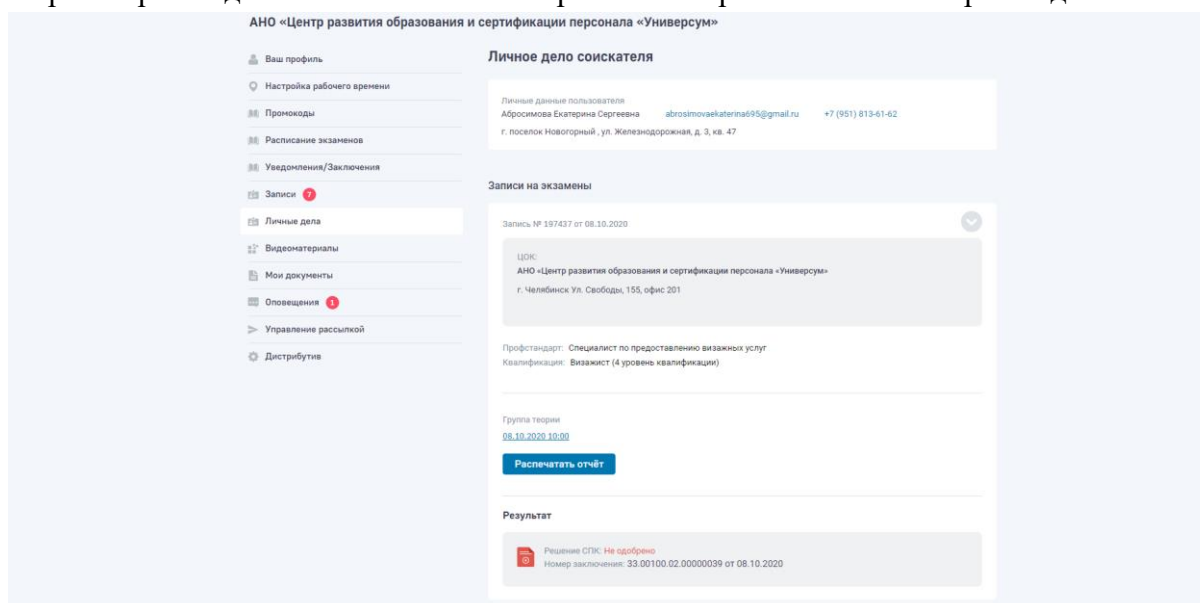 АНО «Центр развития образования и сертификации персонала «Универсум»
Ваш профиль
Настройка рабочего времени
Промокоды
Расписание экзаменов
Уведомления/Заключения
Записи 7
Личные дела
Видеоматериалы
Мои документы
Оповещения 1
Управление рассылкой
Дистрибутив
Личное дело соискателя
Личные данные пользователя
Абросимова Екатерина Сергеевна abrosimovaekaterina695@gmail.ru +7 (951) 813-61-62
г. поселок Новогорный , ул. Железнодорожная, д. 3, кв. 47
Записи на экзамены
Запись № 197437 от 08.10.2020
ЦОК:
АНО «Центр развития образования и сертификации персонала «Универсум»
г. Челябинск Ул. Свободы, 155, офис 201
Профстандарт: Специалист по предоставлению визажных услуг
Квалификация: Визажист (4 уровень квалификации)
Группа теории
08.10.2020 10:00
Распечатать отчёт
Результат
Решение СПК: Не одобрено
Номер заключения: 33.00100.02.00000039 от 08.10.2020